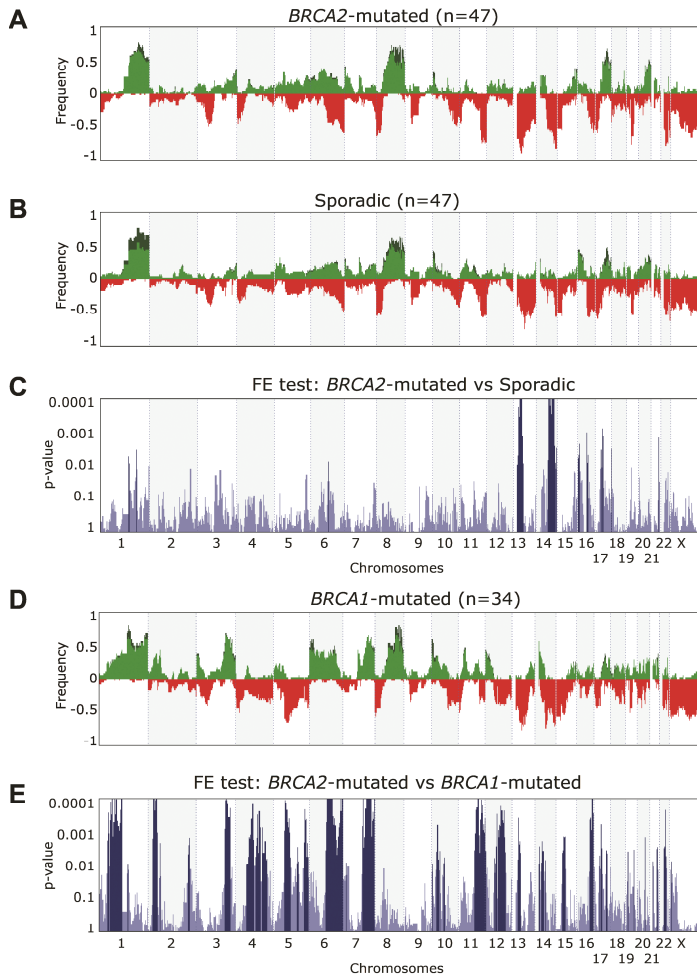 A
BRCA2-mutated (n=47)
1
0.5
0
-0.5
-1
Frequency
B
Sporadic (n=47)
1
0.5
0
-0.5
-1
Frequency
C
FE test: BRCA2-mutated vs Sporadic
0.0001
0.001
0.01
0.1
1
p-value
1 2 3 4 5 6 7 8 9 10 11 12 13 14 15 16 18 20 22 X
17 19 21
Chromosomes
D
BRCA1-mutated (n=34)
1
0.5
0
-0.5
-1
Frequency
E
FE test: BRCA2-mutated vs BRCA1-mutated
0.0001
0.001
0.01
0.1
1
p-value
1 2 3 4 5 6 7 8 9 10 11 12 13 14 15 16 18 20 22 X
17 19 21
Chromosomes